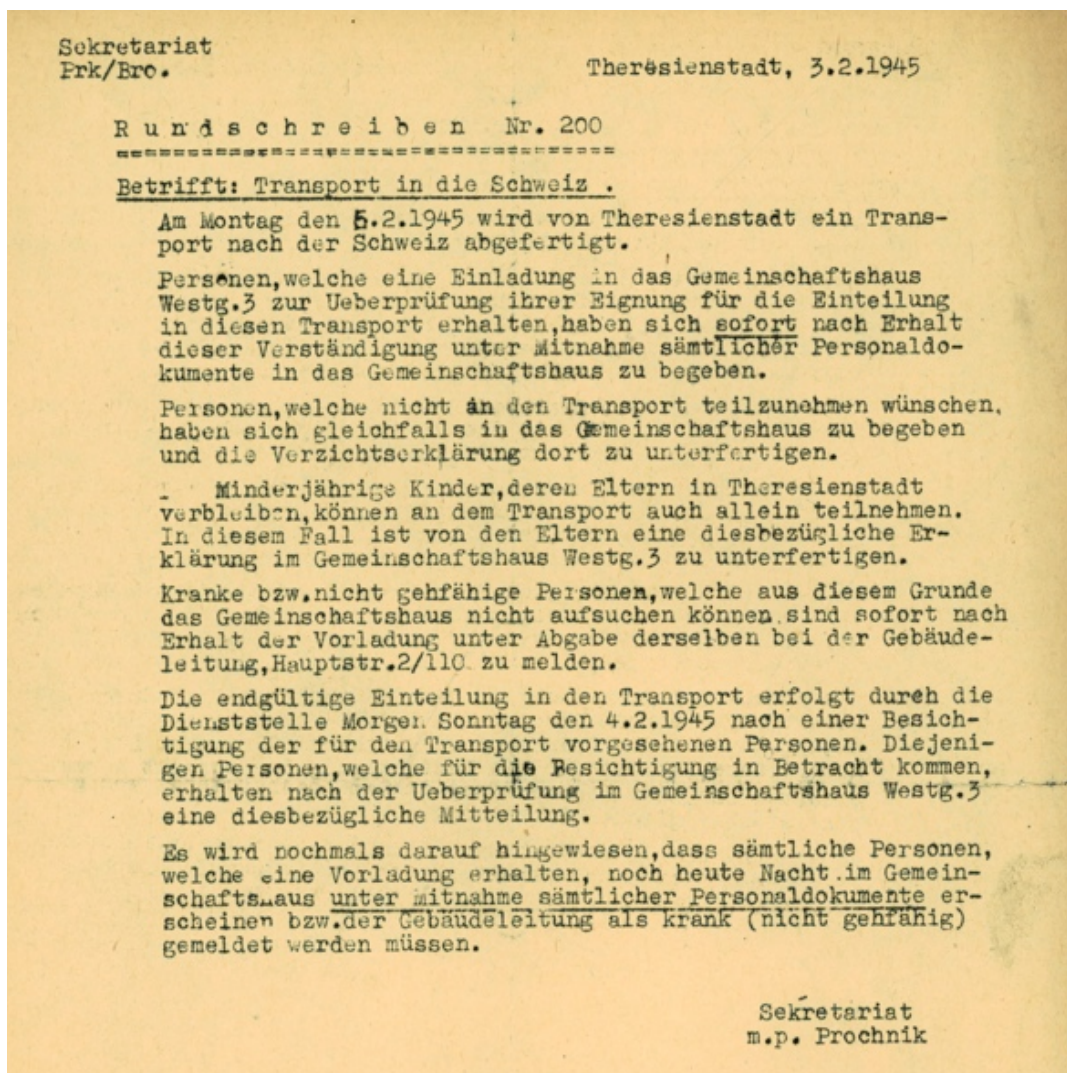 Sekretariat
Prk/Bro.
Theresienstadt, 3.2.1945
R u n d s c h r e i b e n Nr. 200
===================================
Betrifft: Transport in die Schweiz .
Am Montag den 5.2.1945 wird von Theresienstadt ein Trans-
port nach der Schweiz abgefertigt.
Personen,welche eine Einladung in das Gemeinschaftshaus
Westg.3 zur Ueberprüfung ihrer Eignung für die Einteilung
in diesen Transport erhalten,haben sich sofort nach Erhalt
dieser Verständigung unter Mitnahme sämtlicher Personaldo-
kumente in das Gemeinschaftshaus zu begeben.
Personen,welche nicht an den Transport teilzunehmen wünschen,
haben sich gleichfalls in das Gemeinschaftshaus zu begeben
und die Verzichtserklärung dort zu unterfertigen.
Minderjährige Kinder,deren Eltern in Theresienstadt
verbleiben,können an dem Transport auch allein teilnehmen.
In diesem Fall ist von den Eltern eine diesbezügliche Er-
klärung im Gemeinschaftshaus Westg.3 zu unterfertigen.
Kranke bzw.nicht gehfähige Personen,welche aus diesem Grunde
das Gemeinschaftshaus nicht aufsuchen können,sind sofort nach
Erhalt der Vorladung unter Abgabe derselben bei der Gebäude-
leitung,Hauptstr.2/110 zu melden.
Die endgültige Einteilung in den Transport erfolgt durch die
Dienststelle Morgen Sonntag den 4.2.1945 nach einer Besich-
tigung der für den Transport vorgesehenen Personen. Diejeni-
gen Personen,welche für die Besichtigung in Betracht kommen,
erhalten nach der Ueberprüfung im Gemeinschaftshaus Westg.3
eine diesbezügliche Mitteilung.
Es wird nochmals darauf hingewiesen,dass sämtliche Personen,
welche eine Vorladung erhalten, noch heute Nacht im Gemein-
schaftshaus unter Mitnahme sämtlicher Personaldokumente er-
scheinen bzw.der Gebäudeleitung als krank (nicht gehfähig)
gemeldet werden müssen.
Sekretariat
m.p. Prochnik